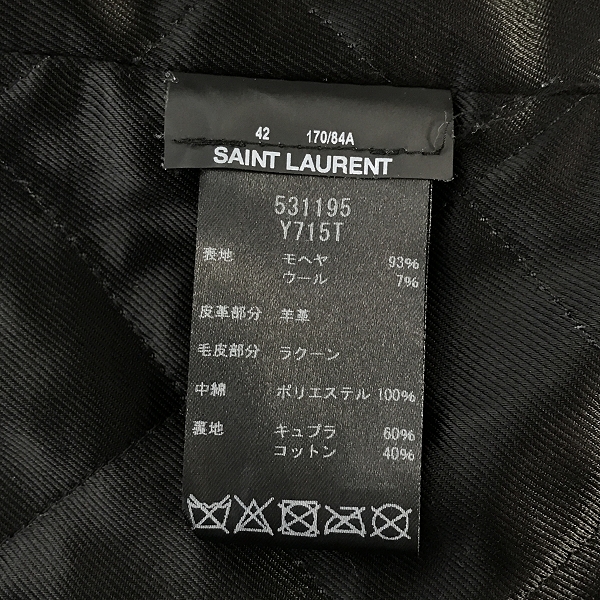 42 170/84A
SAINT LAURENT
531195
Y715T
表地 モヘヤ 93%
ウール 7%
皮革部分 羊革
毛皮部分 ラクーン
中綿 ポリエステル 100%
裏地 キュプラ 60%
コットン 40%